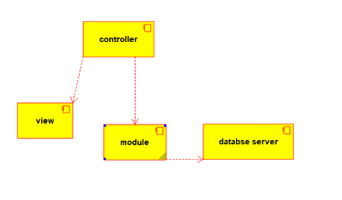 controller
view
module
databse server